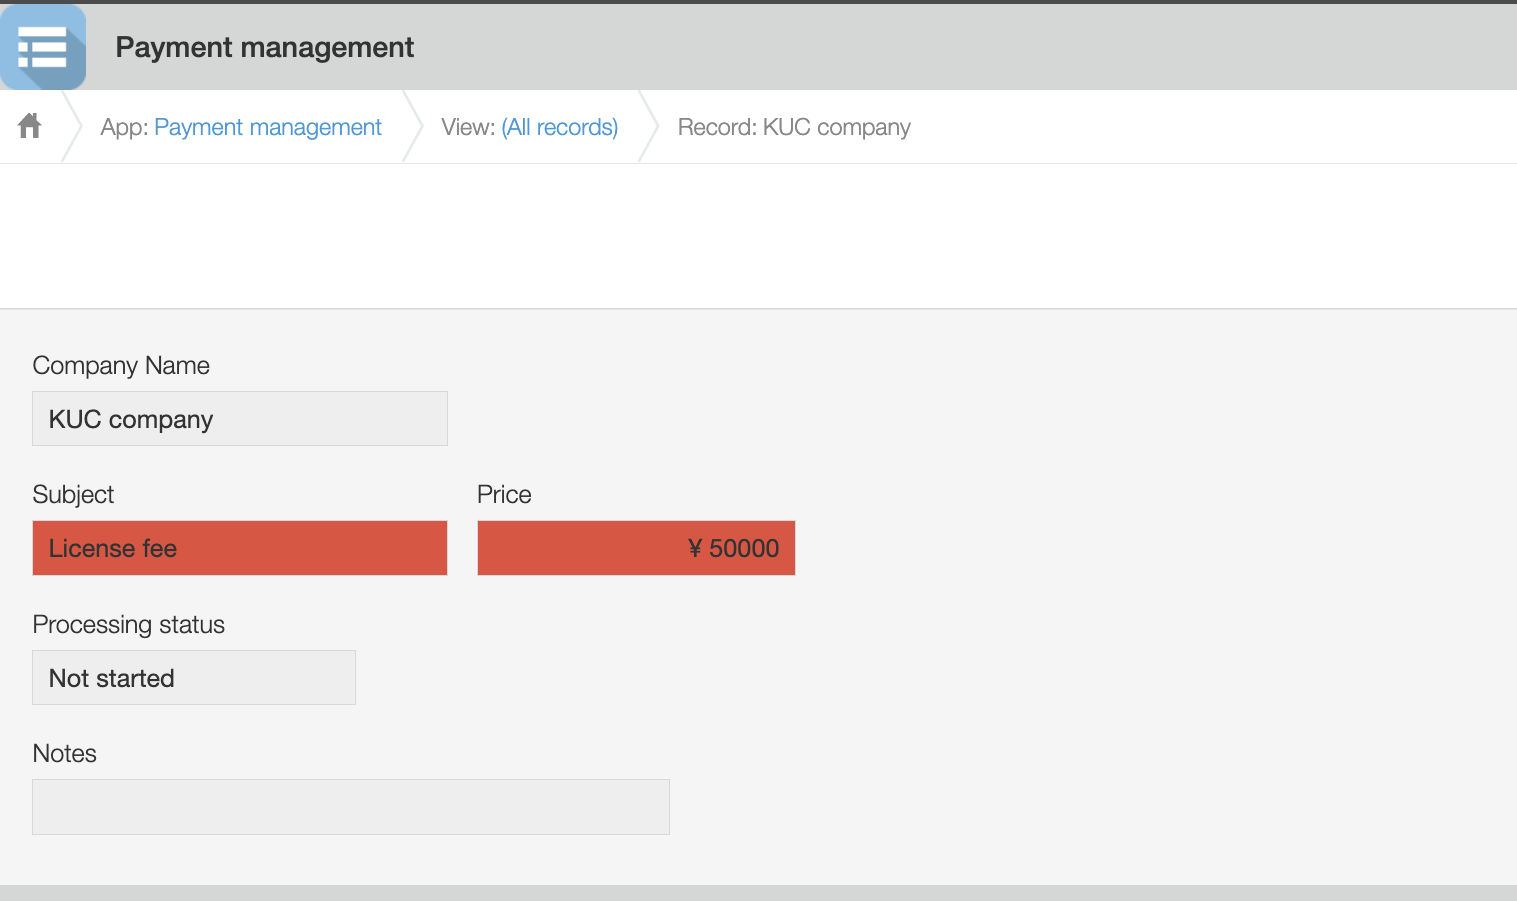 Payment management
App: Payment management View: (All records) Record: KUC company
Company Name
KUC company
Subject Price
License fee ¥ 50000
Processing status
Not started
Notes